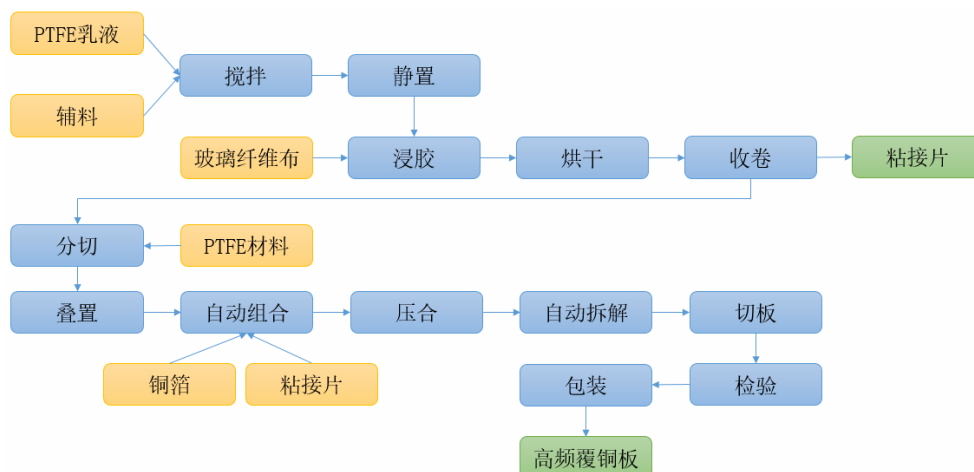 PTFE乳液
搅拌
静置
辅料
玻璃纤维布
浸胶
烘干
收卷
粘接片
分切
PTFE材料
叠置
自动组合
压合
自动拆解
切板
铜箔
粘接片
包装
检验
高频覆铜板